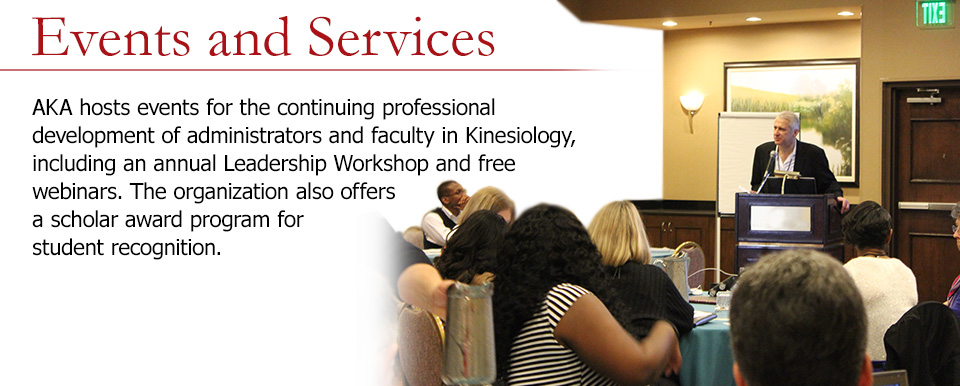 Events and Services
TIXE
AKA hosts events for the continuing professional
development of administrators and faculty in Kinesiology,
including an annual Leadership Workshop and free
webinars. The organization also offers
a scholar award program for
student recognition.